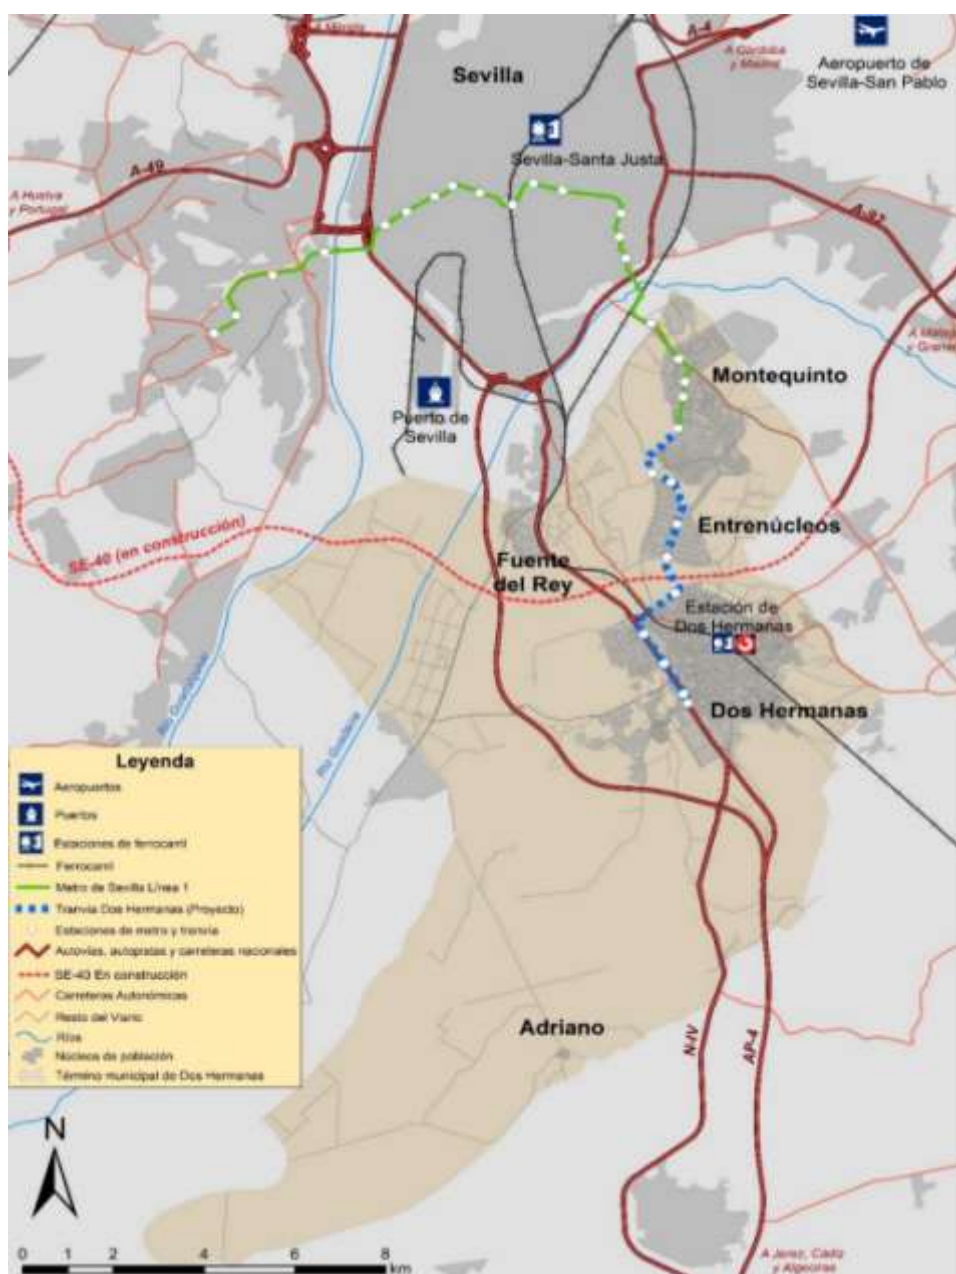 A Mérida
A-4
A Córdoba
y Madrid
Sevilla
Aeropuerto de
Sevilla-San Pablo
Sevilla-Santa Justa
A-49
A Huelva
y Portugal
A-92
Montequinto
Puerto de
Sevilla
Entrenúcleos
SE-40 (en construcción)
Fuente
del Rey
Estación de
Dos Hermanas
Río Guadaira
Dos Hermanas
Leyenda
Aeropuertos
Puertos
Estaciones de ferrocarril
Ferrocarril
Metro de Sevilla Línea 1
Tranvía Dos Hermanas (Proyecto)
Estaciones de metro y tranvía
Autovías, autopistas y carreteras nacionales
SE-40 En construcción
Carreteras Autonómicas
Resto del Viario
Ríos
Núcleos de población
Término municipal de Dos Hermanas
Adriano
N-IV
AP-4
N
0 1 2 4 6 8
km
A Jerez, Cádiz
y Algeciras